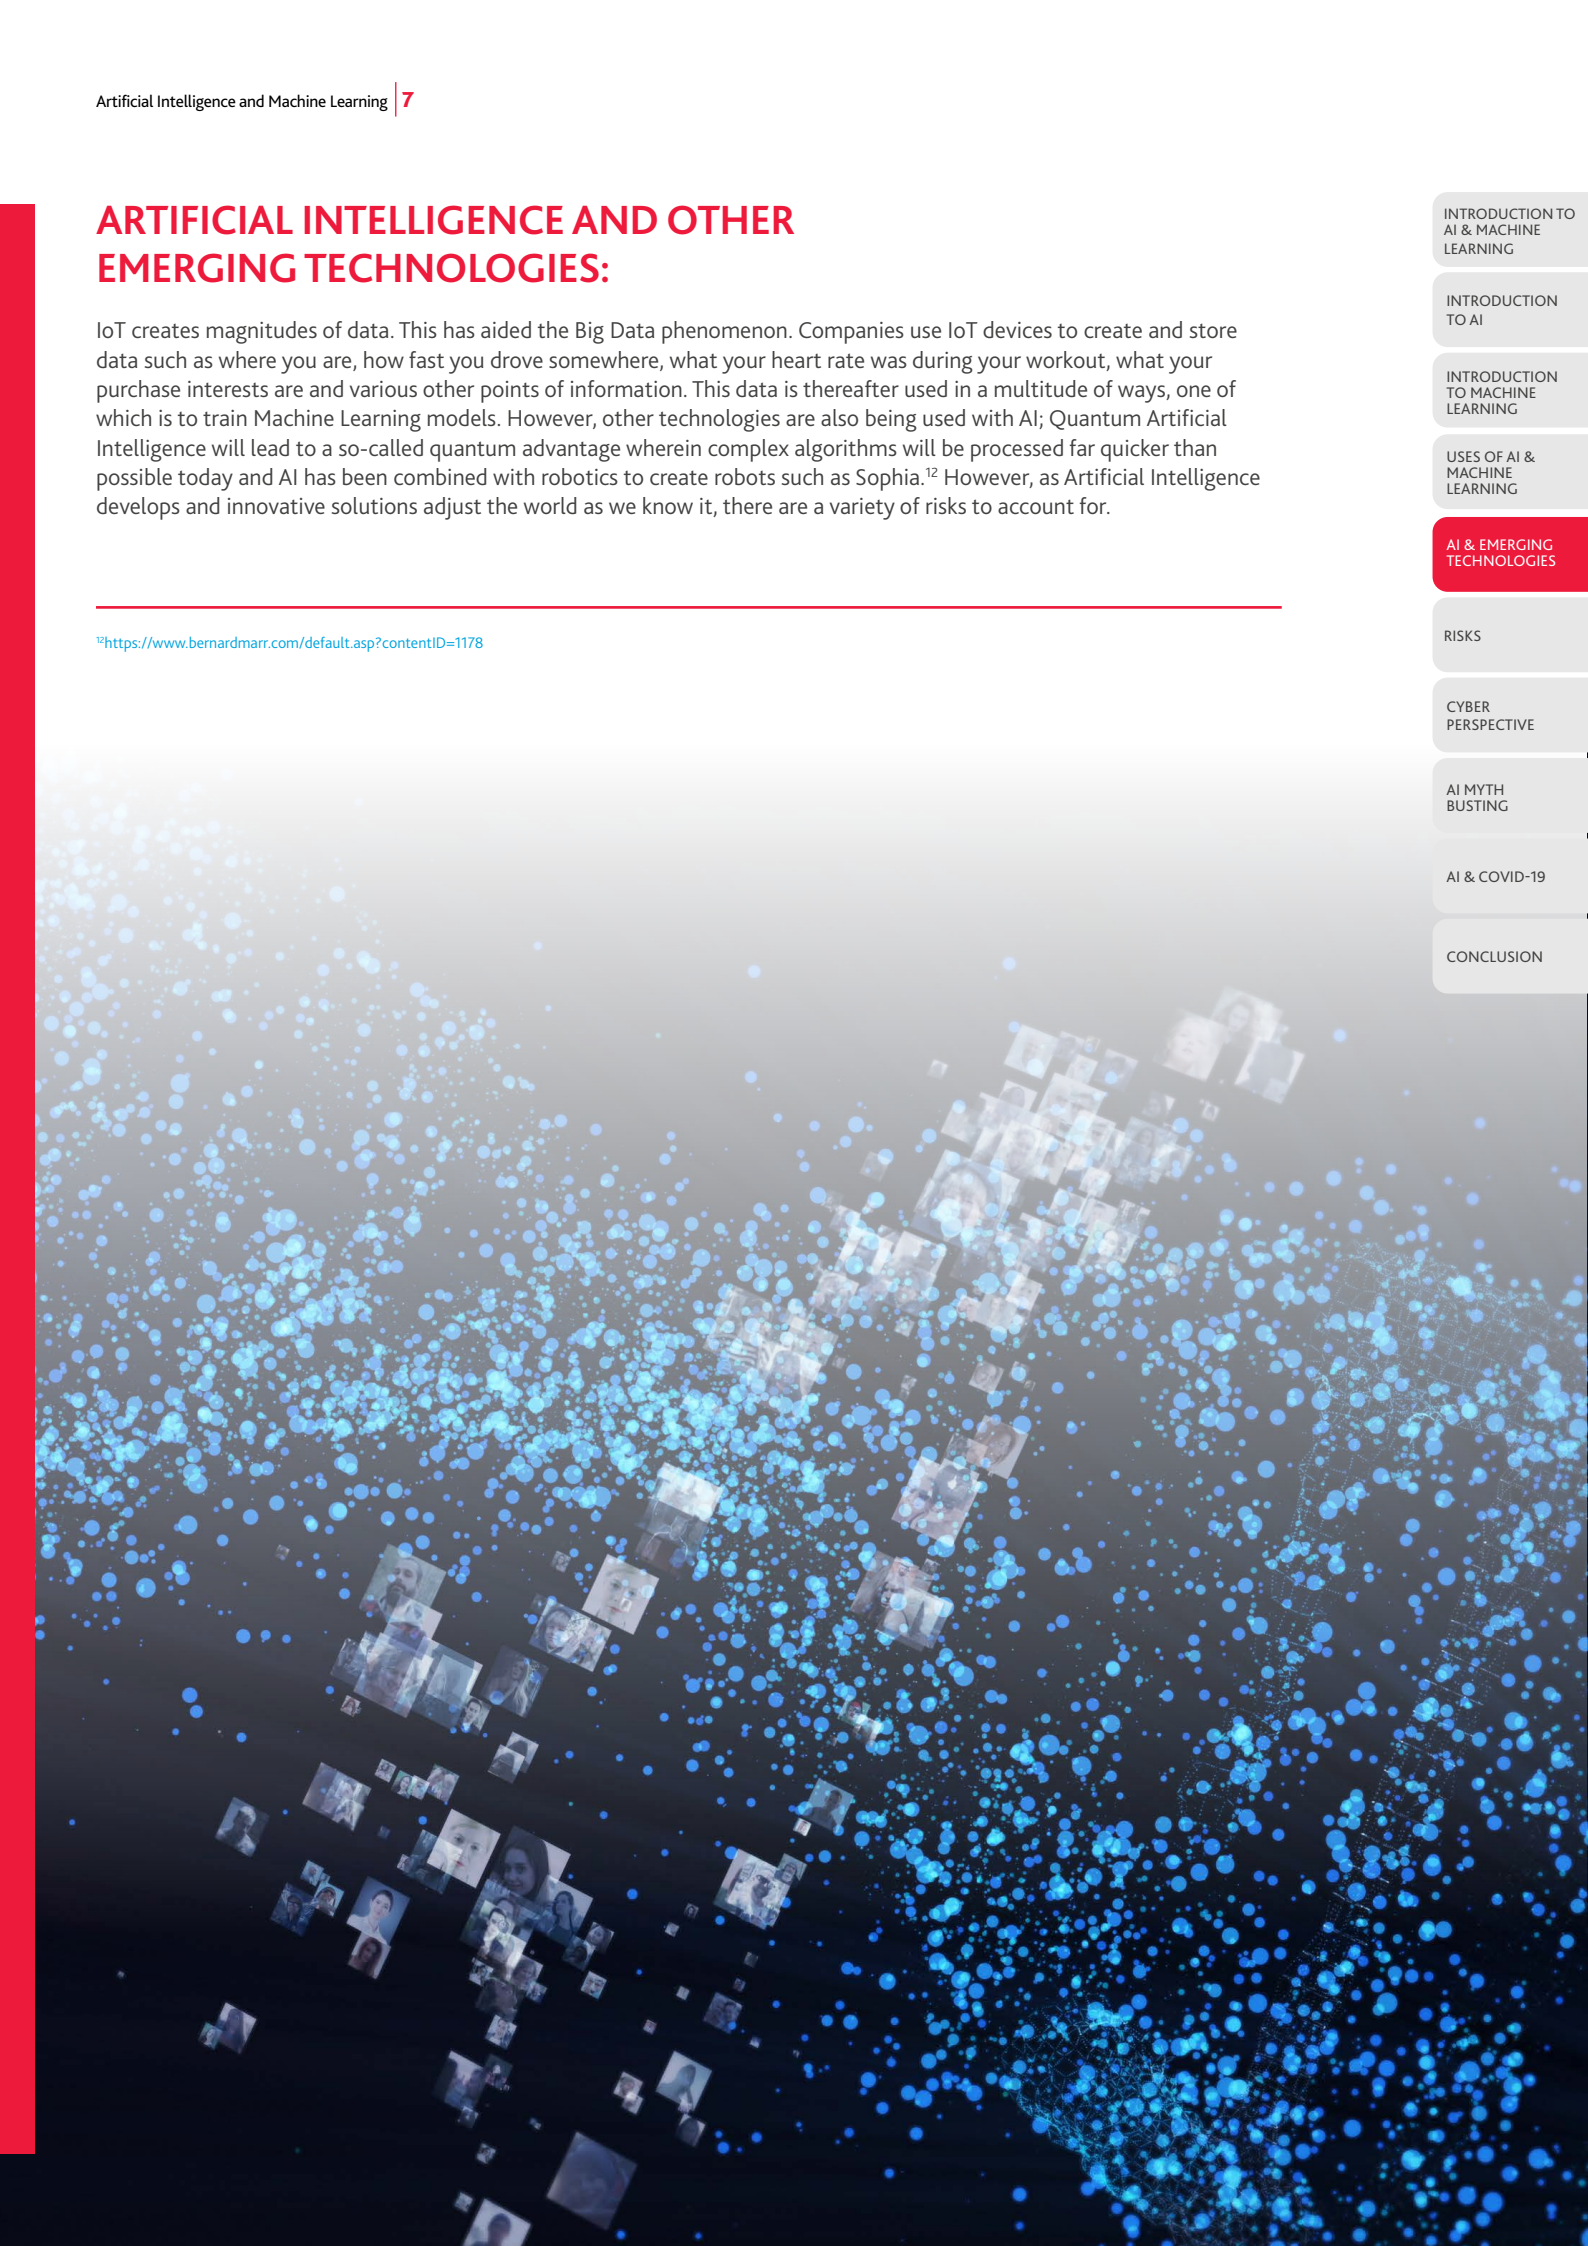 Artificial Intelligence and Machine Learning 7
ARTIFICIAL INTELLIGENCE AND OTHER
EMERGING TECHNOLOGIES:
IoT creates magnitudes of data. This has aided the Big Data phenomenon. Companies use IoT devices to create and store
data such as where you are, how fast you drove somewhere, what your heart rate was during your workout, what your
purchase interests are and various other points of information. This data is thereafter used in a multitude of ways, one of
which is to train Machine Learning models. However, other technologies are also being used with AI; Quantum Artificial
Intelligence will lead to a so-called quantum advantage wherein complex algorithms will be processed far quicker than
possible today and AI has been combined with robotics to create robots such as Sophia.12 However, as Artificial Intelligence
develops and innovative solutions adjust the world as we know it, there are a variety of risks to account for.
12https://www.bernardmarr.com/default.asp?contentID=1178
INTRODUCTION TO
AI & MACHINE
LEARNING
INTRODUCTION
TO AI
INTRODUCTION
TO MACHINE
LEARNING
USES OF AI &
MACHINE
LEARNING
AI & EMERGING
TECHNOLOGIES
RISKS
CYBER
PERSPECTIVE
AI MYTH
BUSTING
AI & COVID-19
CONCLUSION